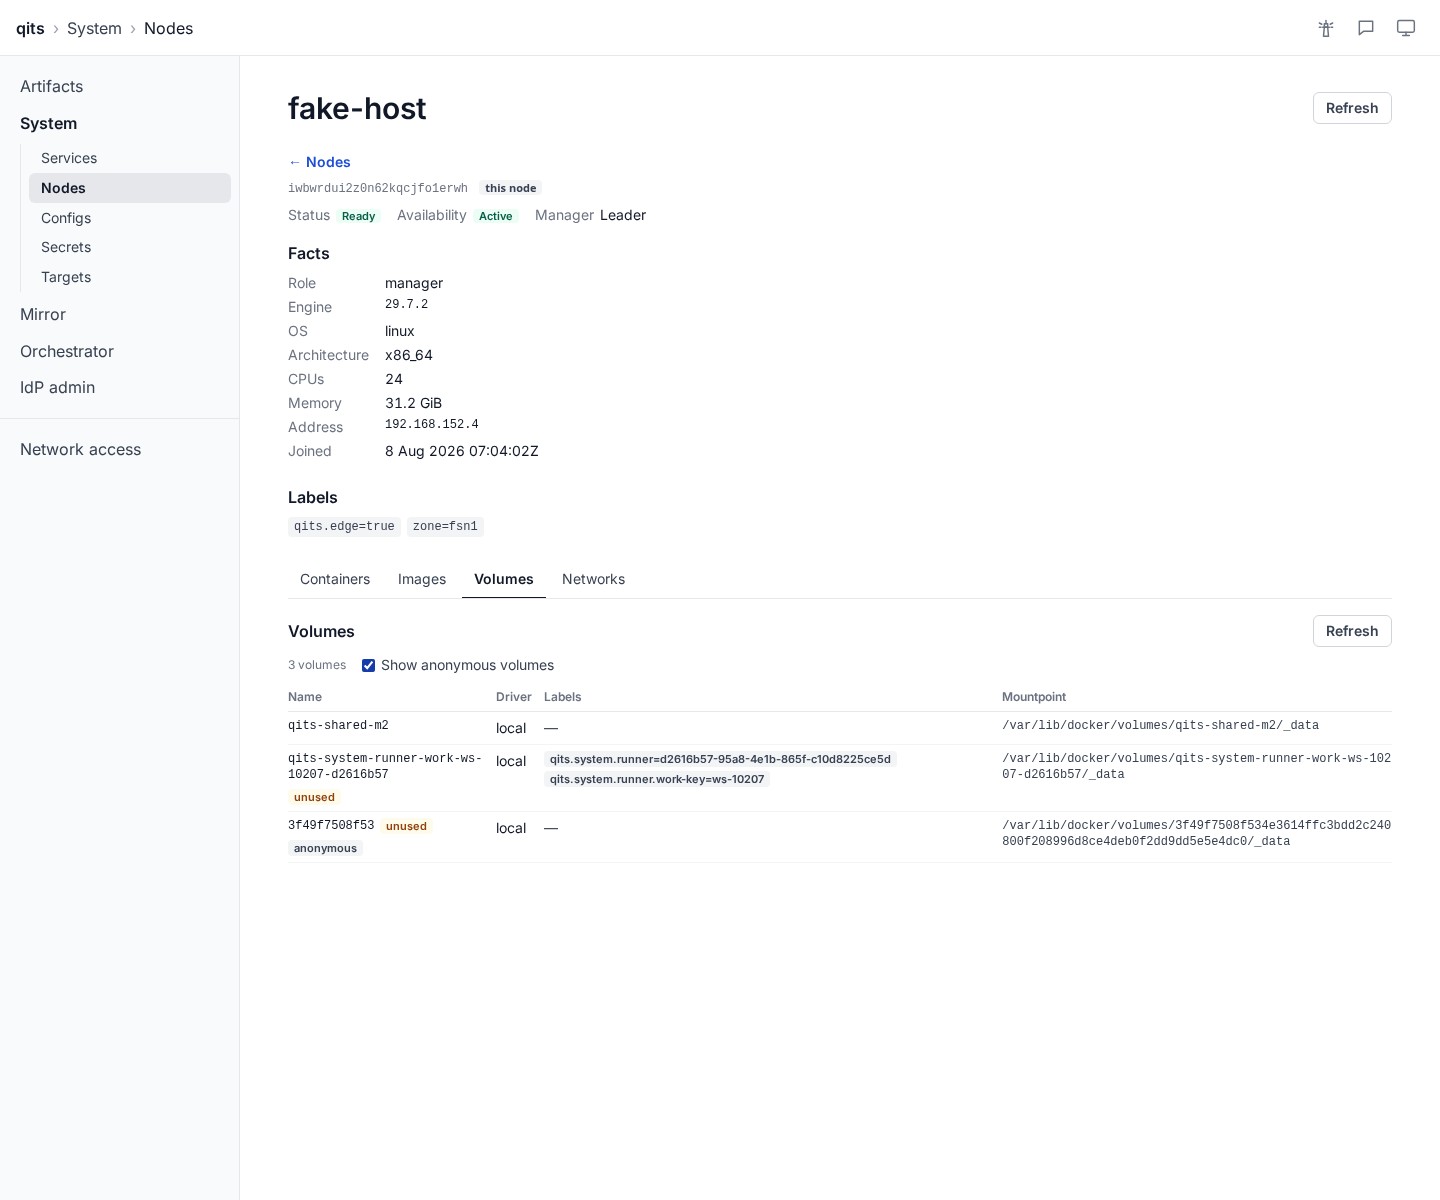 qits › System › Nodes
Artifacts
System
Services
Nodes
Configs
Secrets
Targets
Mirror
Orchestrator
IdP admin
Network access
fake-host
Refresh
← Nodes
iwbwrdui2z0n62kqcjfo1erwh this node
Status Ready Availability Active Manager Leader
Facts
Role manager
Engine 29.7.2
OS linux
Architecture x86_64
CPUs 24
Memory 31.2 GiB
Address 192.168.152.4
Joined 8 Aug 2026 07:04:02Z
Labels
qits.edge=true zone=fsn1
Containers Images Volumes Networks
Volumes
Refresh
3 volumes Show anonymous volumes
Name Driver Labels Mountpoint
qits-shared-m2 local — /var/lib/docker/volumes/qits-shared-m2/_data
qits-system-runner-work-ws- local qits.system.runner=d2616b57-95a8-4e1b-865f-c10d8225ce5d /var/lib/docker/volumes/qits-system-runner-work-ws-102
10207-d2616b57 qits.system.runner.work-key=ws-10207 07-d2616b57/_data
unused
3f49f7508f53 unused local — /var/lib/docker/volumes/3f49f7508f534e3614ffc3bdd2c240
anonymous 800f208996d8ce4deb0f2dd9dd5e5e4dc0/_data